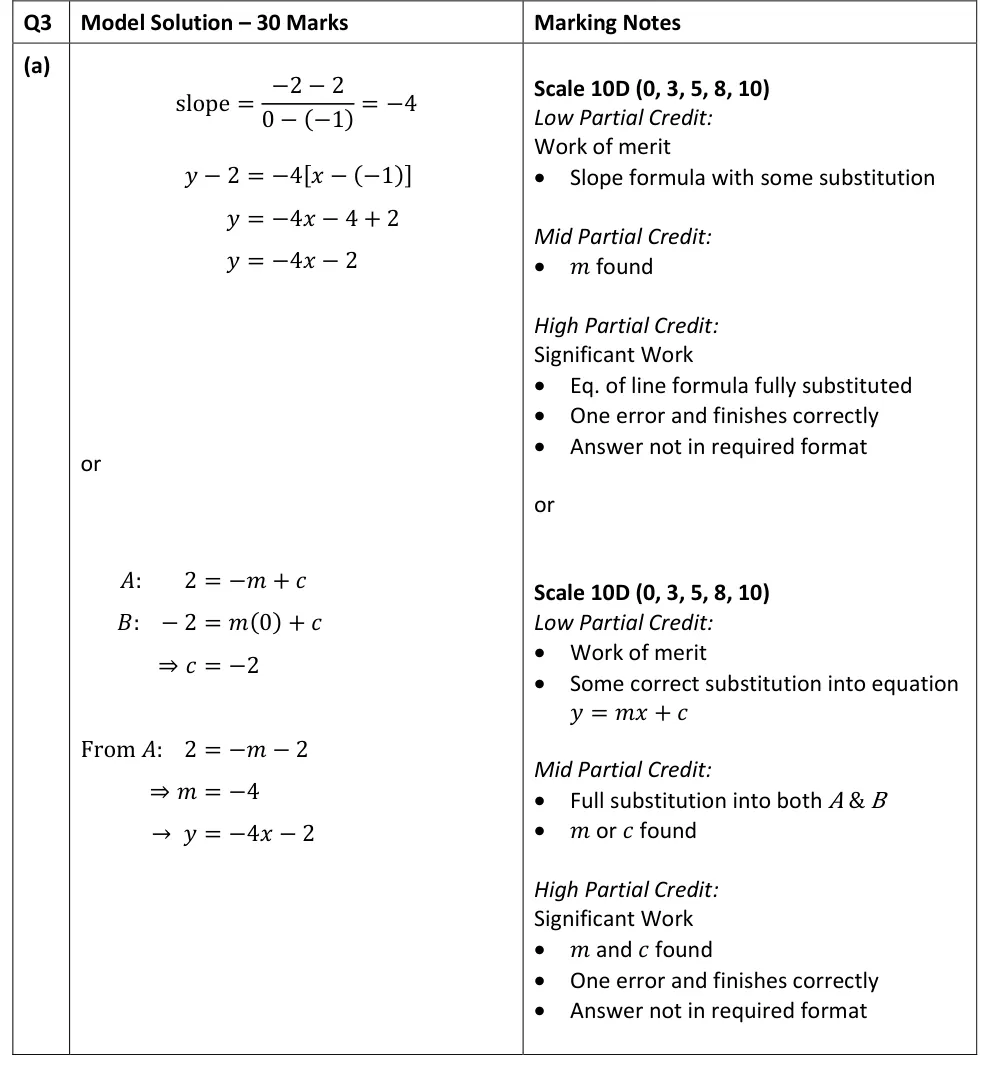 Q3 Model Solution – 30 Marks Marking Notes
(a)
slope = \frac{−2 − 2}{0 − (−1)} = −4
y − 2 = −4[x − (−1)]
y = −4x − 4 + 2
y = −4x − 2
or
A: 2 = −m + c
B: − 2 = m(0) + c
⇒ c = −2
From A: 2 = −m − 2
⇒ m = −4
→ y = −4x − 2
Scale 10D (0, 3, 5, 8, 10)
Low Partial Credit:
Work of merit
• Slope formula with some substitution
Mid Partial Credit:
• m found
High Partial Credit:
Significant Work
• Eq. of line formula fully substituted
• One error and finishes correctly
• Answer not in required format
or
Scale 10D (0, 3, 5, 8, 10)
Low Partial Credit:
• Work of merit
• Some correct substitution into equation
y = mx + c
Mid Partial Credit:
• Full substitution into both A & B
• m or c found
High Partial Credit:
Significant Work
• m and c found
• One error and finishes correctly
• Answer not in required format